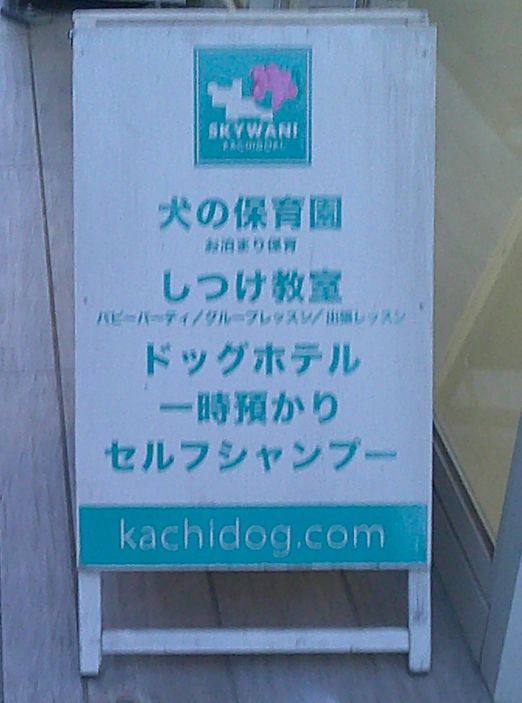 SKYWANI
KACHIDOKI
犬の保育園
お泊まり保育
しつけ教室
パピーパーティ／グループレッスン／出張レッスン
ドッグホテル
一時預かり
セルフシャンプー
kachidog.com